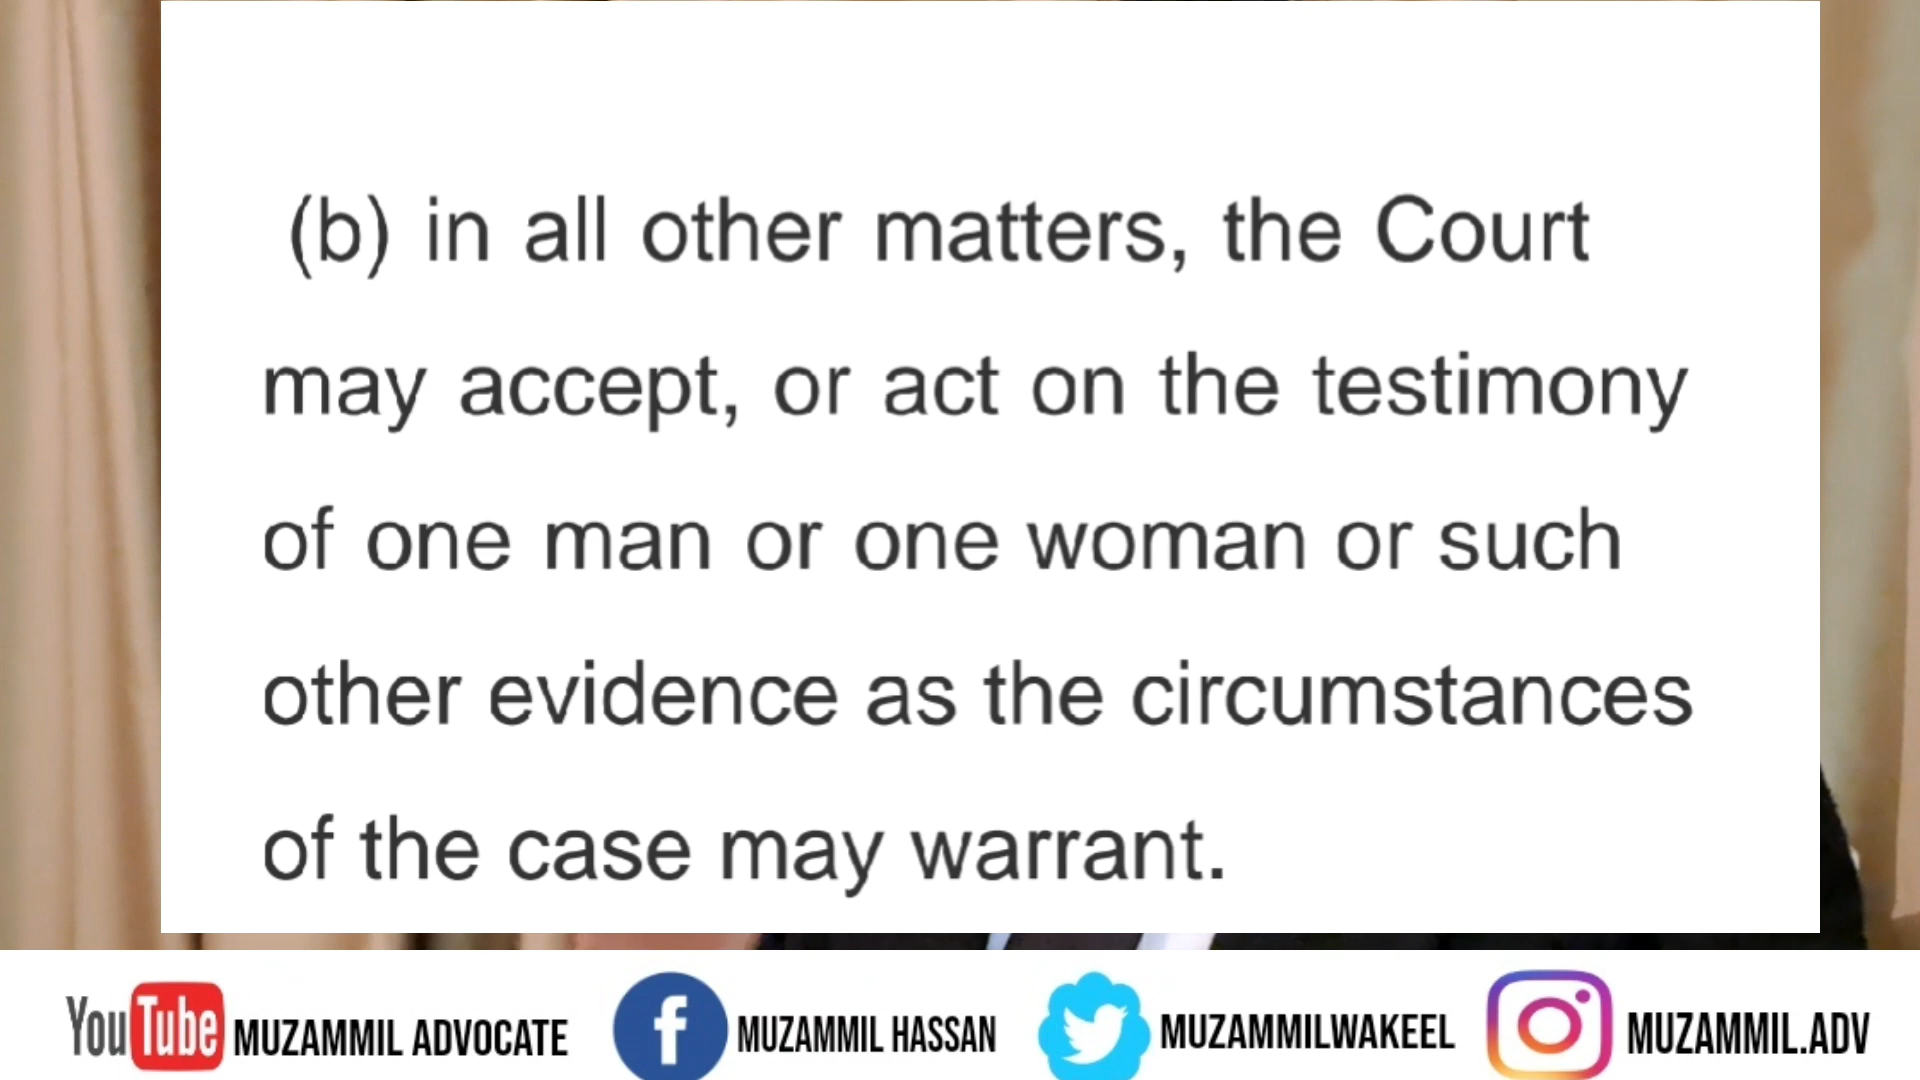 (b) in all other matters, the Court
may accept, or act on the testimony
of one man or one woman or such
other evidence as the circumstances
of the case may warrant.
YouTube MUZAMMIL ADVOCATE
f MUZAMMIL HASSAN
MUZAMMILWAKEEL
MUZAMMIL.ADV